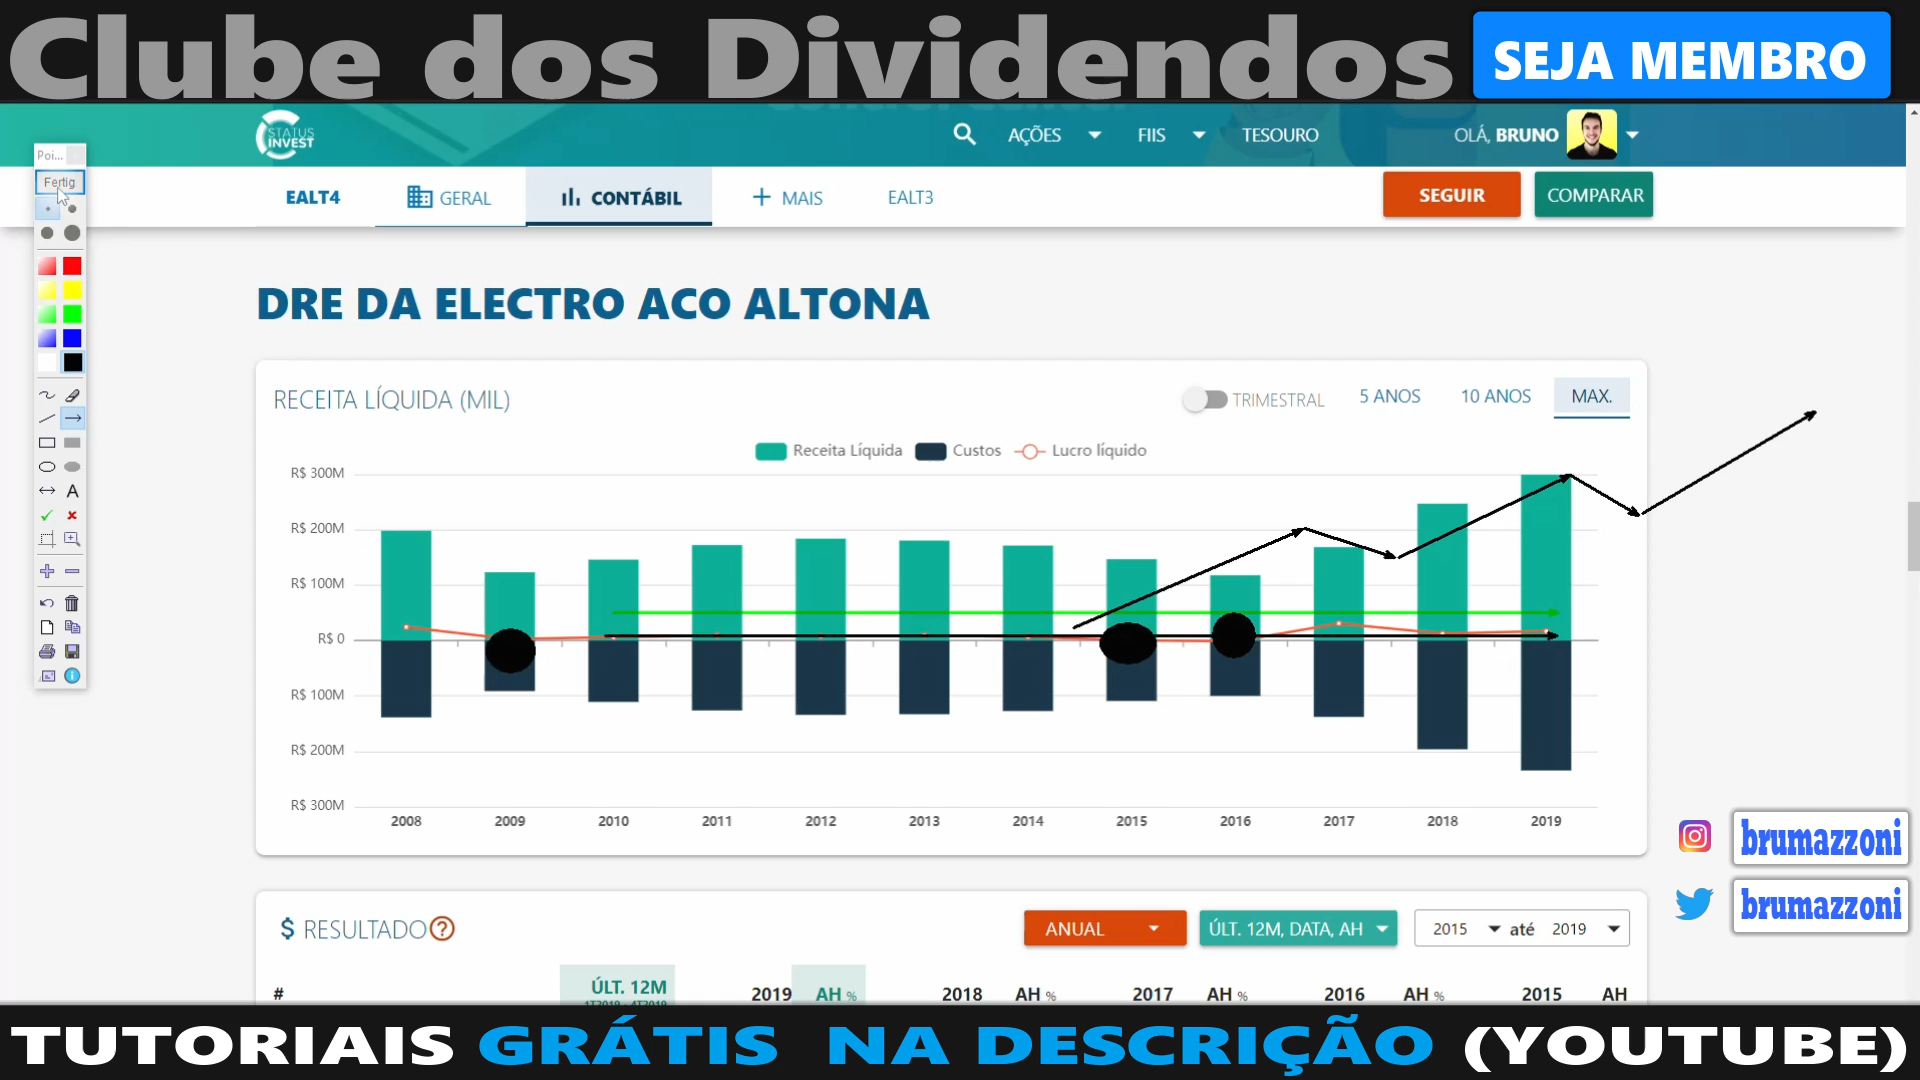 Clube dos Dividendos
SEJA MEMBRO
STATUS
INVEST
AÇÕES
FIIS
TESOURO
OLÁ, BRUNO
Poi...
Fertig
EALT4
GERAL
CONTÁBIL
MAIS
EALT3
SEGUIR
COMPARAR
DRE DA ELECTRO ACO ALTONA
RECEITA LÍQUIDA (MIL)
TRIMESTRAL
5 ANOS
10 ANOS
MAX.
Receita Líquida
Custos
Lucro líquido
R$ 300M
R$ 200M
R$ 100M
R$ 0
R$ 100M
R$ 200M
R$ 300M
2008 2009 2010 2011 2012 2013 2014 2015 2016 2017 2018 2019
A
brumazzoni
brumazzoni
$ RESULTADO
ANUAL
ÚLT. 12M, DATA, AH
2015 até 2019
# ÚLT. 12M 2019 AH % 2018 AH % 2017 AH % 2016 AH % 2015 AH
TUTORIAIS GRÁTIS NA DESCRIÇÃO (YOUTUBE)